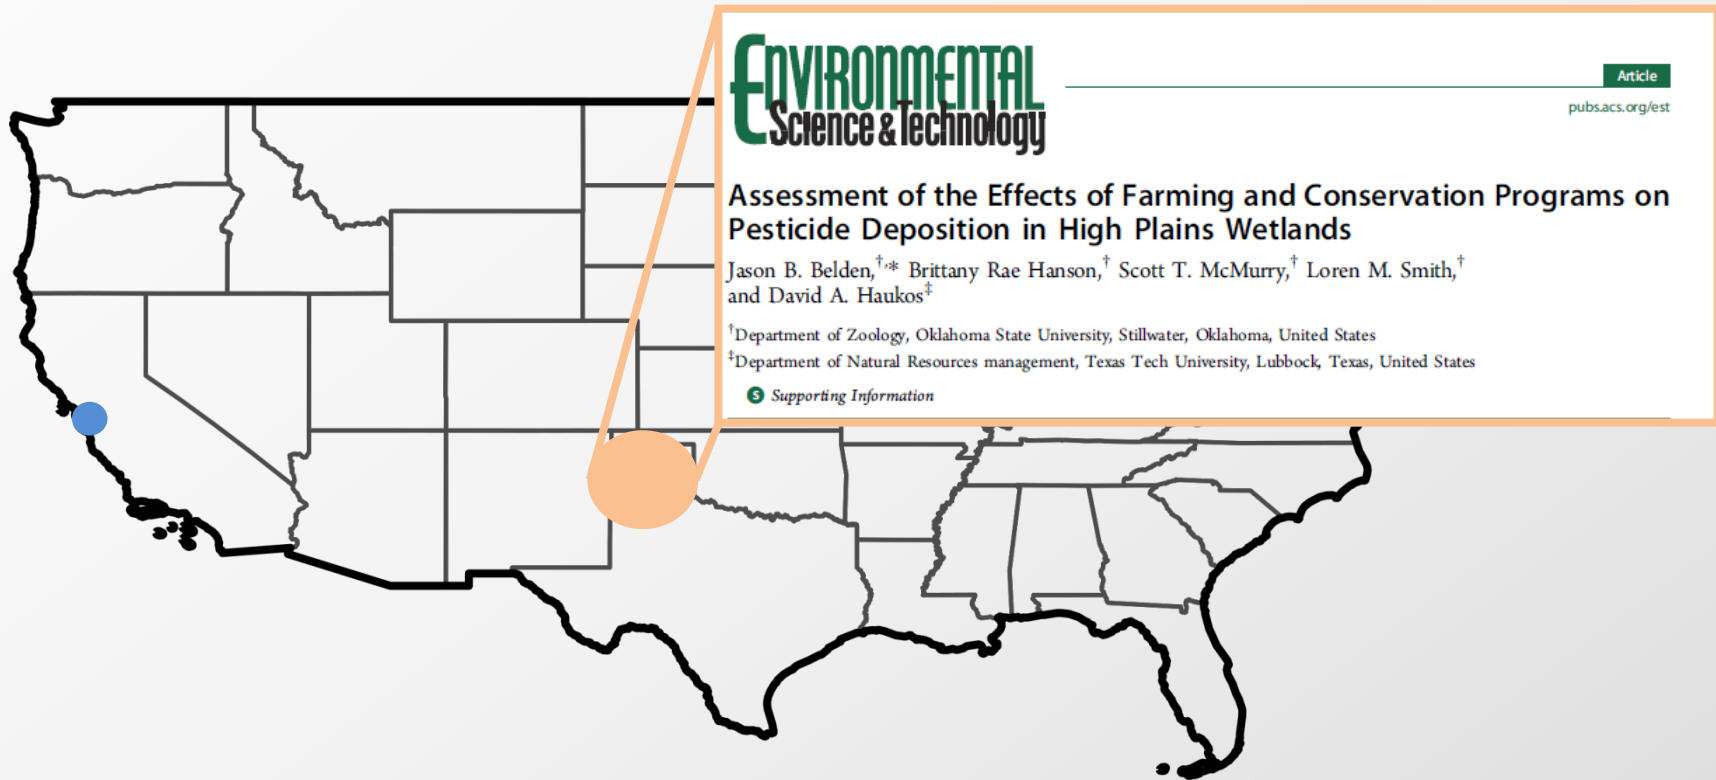 ENVIRONMENTAL
Science & Technology
Article
pubs.acs.org/est
Assessment of the Effects of Farming and Conservation Programs on
Pesticide Deposition in High Plains Wetlands
Jason B. Belden,†,* Brittany Rae Hanson,† Scott T. McMurry,† Loren M. Smith,†
and David A. Haukos‡
†Department of Zoology, Oklahoma State University, Stillwater, Oklahoma, United States
‡Department of Natural Resources management, Texas Tech University, Lubbock, Texas, United States
S Supporting Information